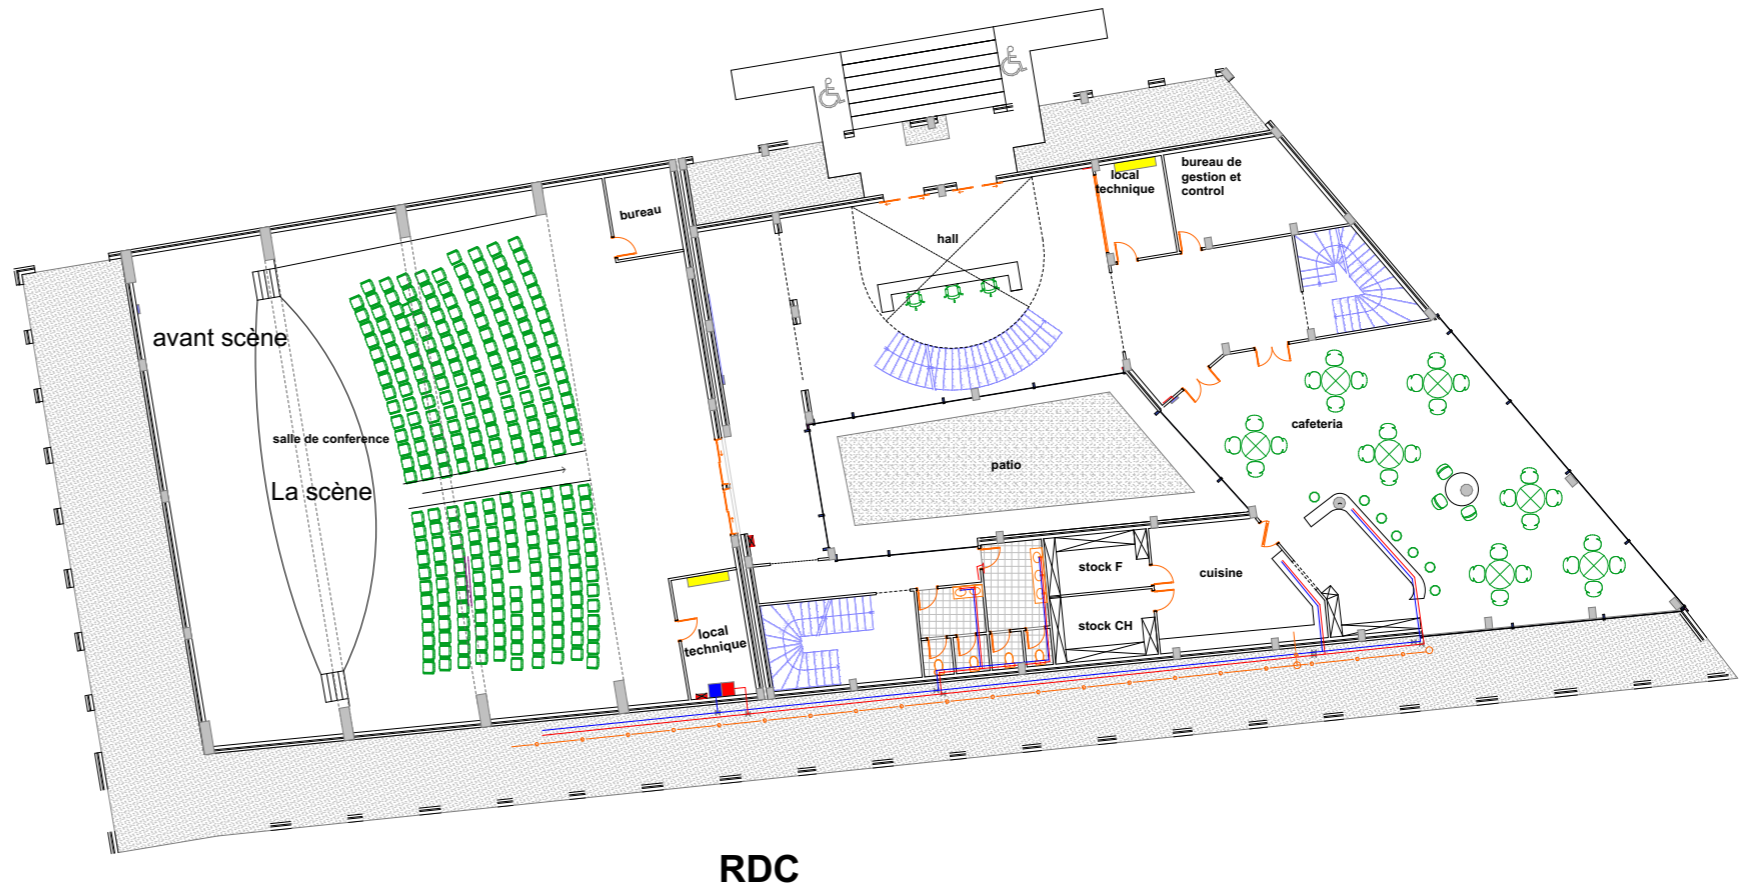 bureau
avant scène
salle de conference
La scène
local
technique
hall
local
technique
bureau de
gestion et
control
patio
cafeteria
stock F
stock CH
cuisine
RDC